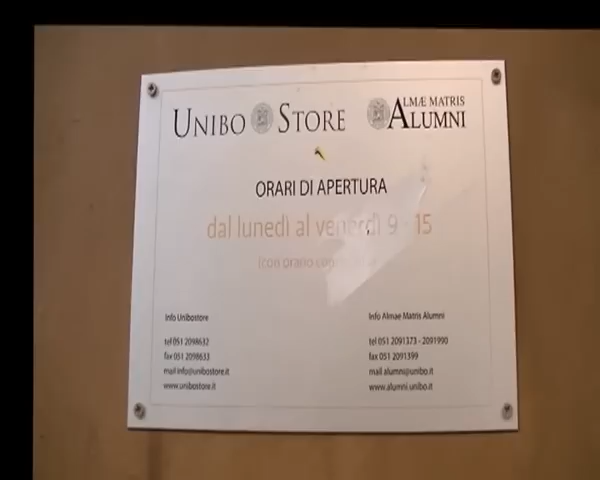 UNIBO STORE
ALMÆ MATRIS
ALUMNI
ORARI DI APERTURA
dal lunedì al venerdì 9 - 15
(con orario
Info Unibostore
tel 051 2098632
fax 051 2098633
mail info@unibostore.it
www.unibostore.it
Info Almae Matris Alumni
tel 051 2091373 - 2091990
fax 051 2091399
mail alumni@unibo.it
www.alumni.unibo.it